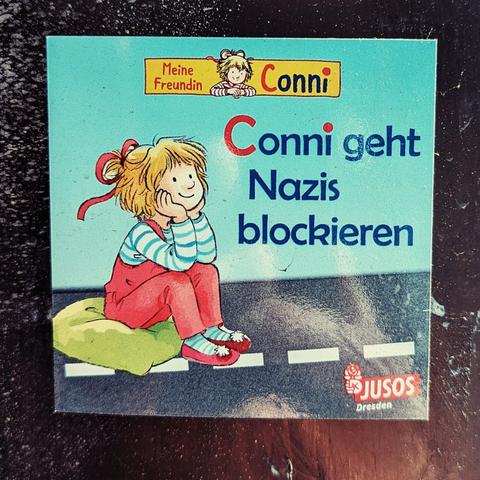 Meine
Freundin
Conni
Conni geht
Nazis
blockieren
JUSOS
Dresden